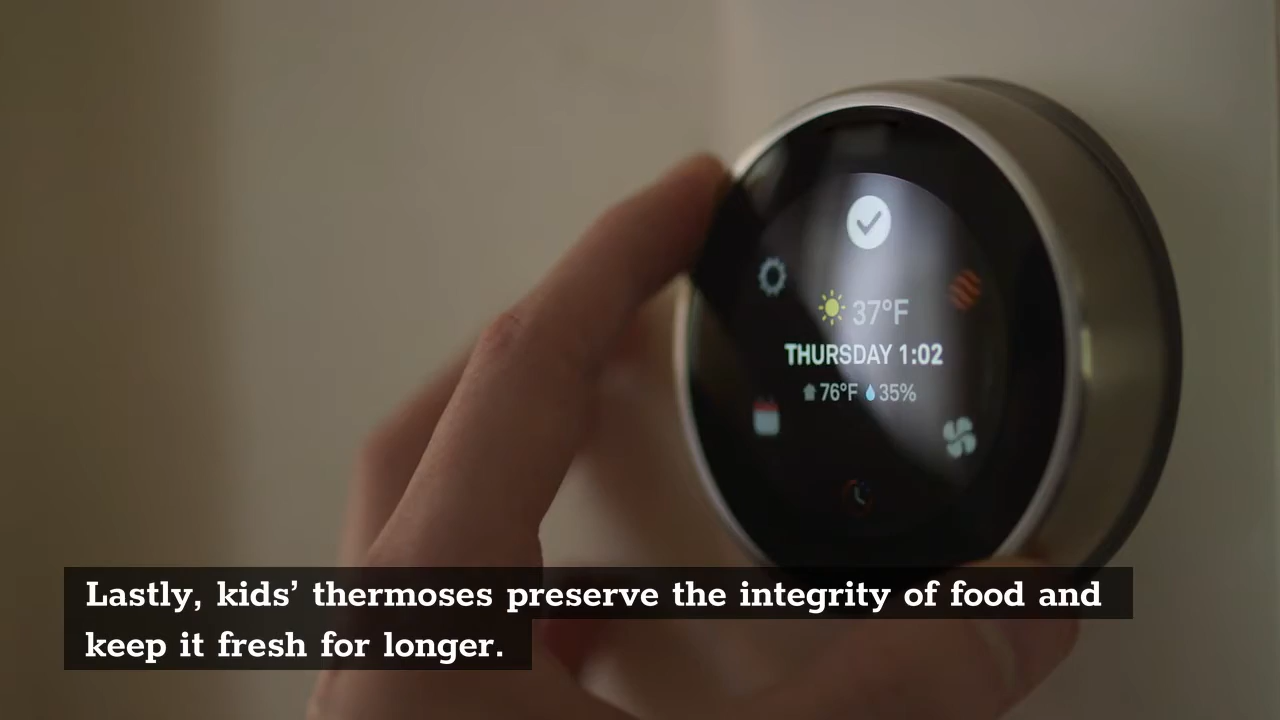 37°F
THURSDAY 1:02
76°F 35%
Lastly, kids’ thermoses preserve the integrity of food and
keep it fresh for longer.